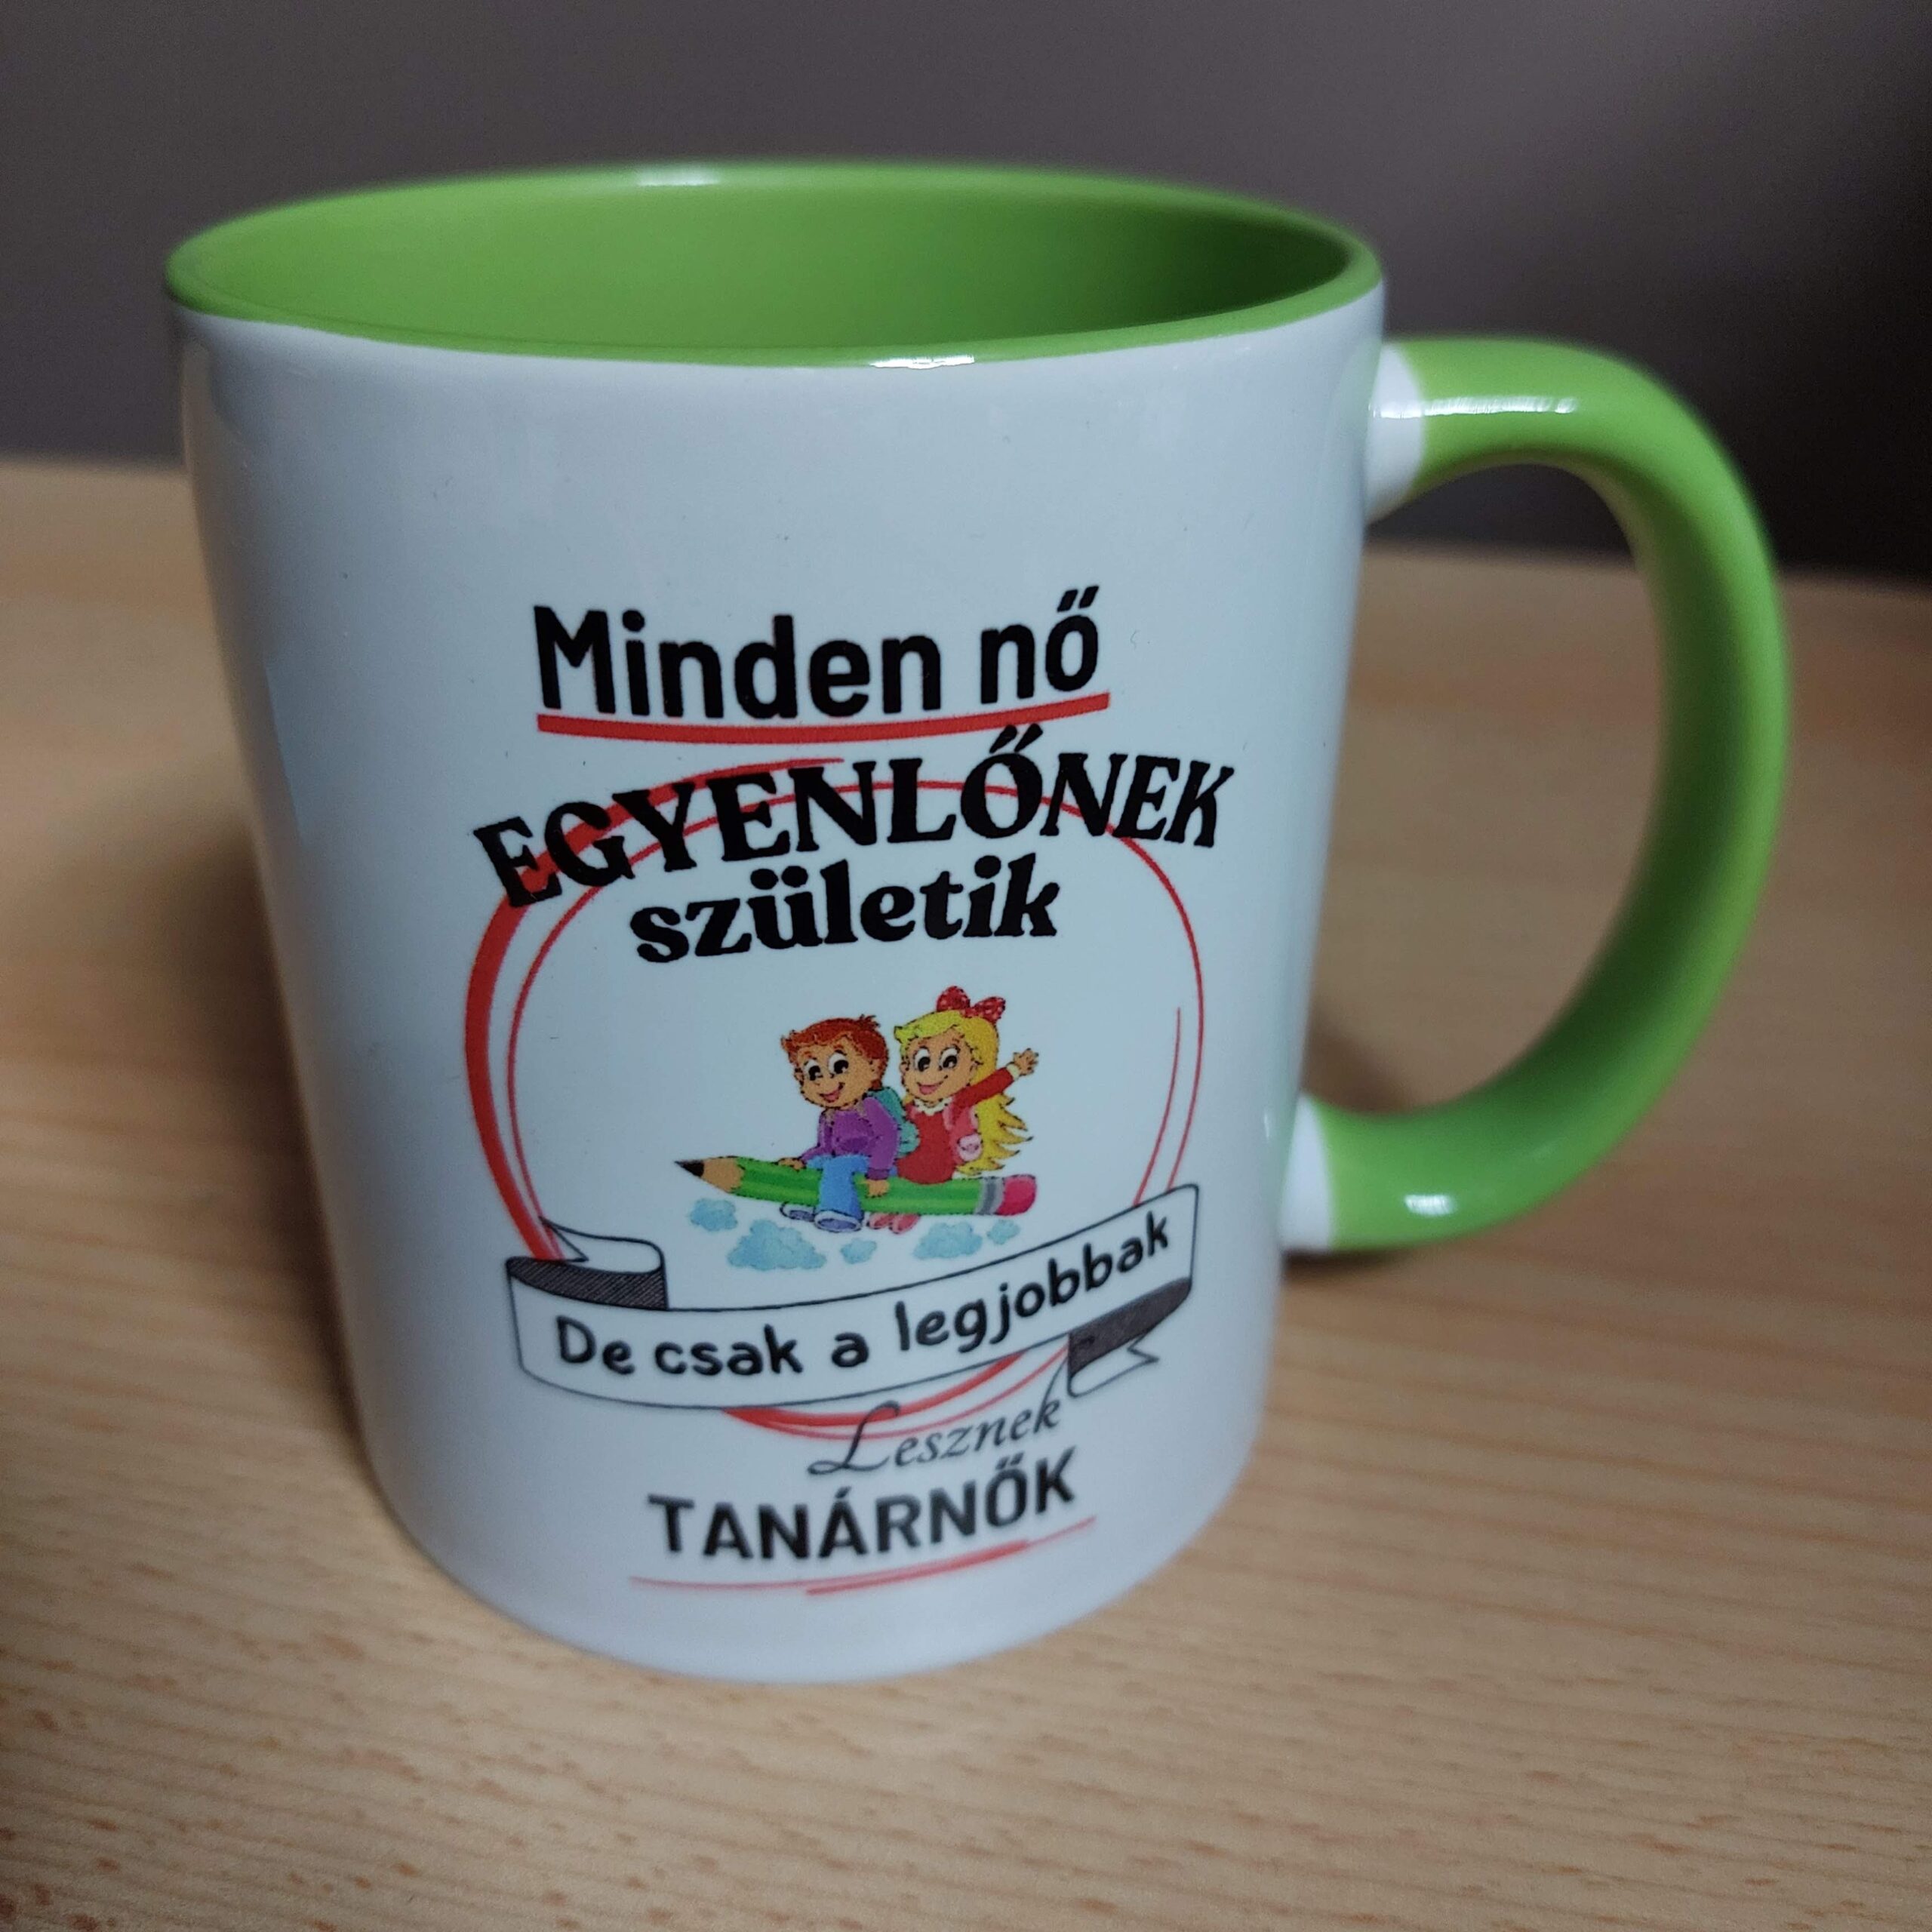 Minden nő
EGYENLŐNEK
születik
De csak a legjobbak
Lesznek
TANÁRNŐK